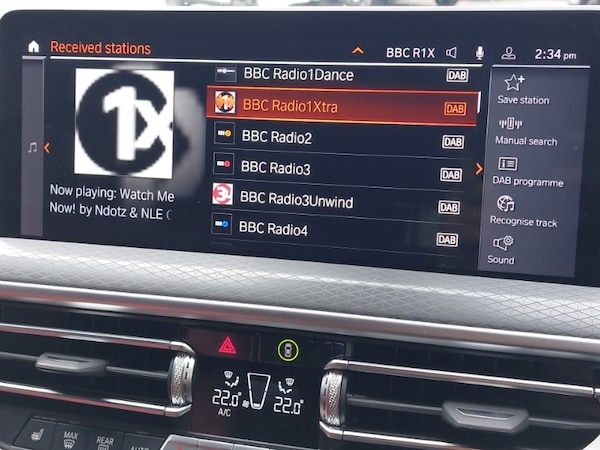 Received stations
BBC R1X
2:34 pm
1x
Now playing: Watch Me
Now! by Ndotz & NLE C
BBC Radio1Dance DAB
BBC Radio1Xtra DAB
BBC Radio2 DAB
BBC Radio3 DAB
BBC Radio3Unwind DAB
BBC Radio4 DAB
Save station
Manual search
DAB programme
Recognise track
Sound
22.0°
22.0°
A/C
MAX
REAR
AUTO